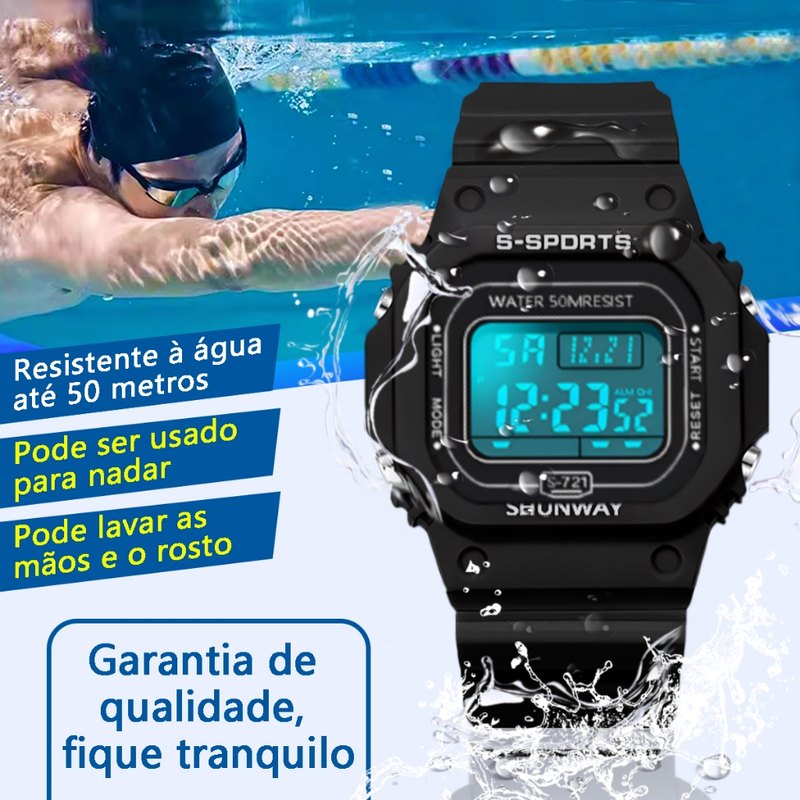 Resistente à água
até 50 metros
Pode ser usado
para nadar
Pode lavar as
mãos e o rosto
Garantia de
qualidade,
fique tranquilo
S-SPORTS
WATER 50MRESIST
LIGHT
MODE
START
RESET
SA 12.21
ALM CHI
12:23 52
S-721
SHUNWAY